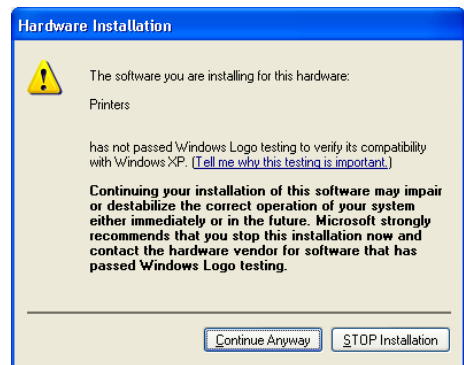 Hardware Installation
The software you are installing for this hardware:
Printers
has not passed Windows Logo testing to verify its compatibility
with Windows XP. (Tell me why this testing is important.)
Continuing your installation of this software may impair
or destabilize the correct operation of your system
either immediately or in the future. Microsoft strongly
recommends that you stop this installation now and
contact the hardware vendor for software that has
passed Windows Logo testing.
Continue Anyway STOP Installation